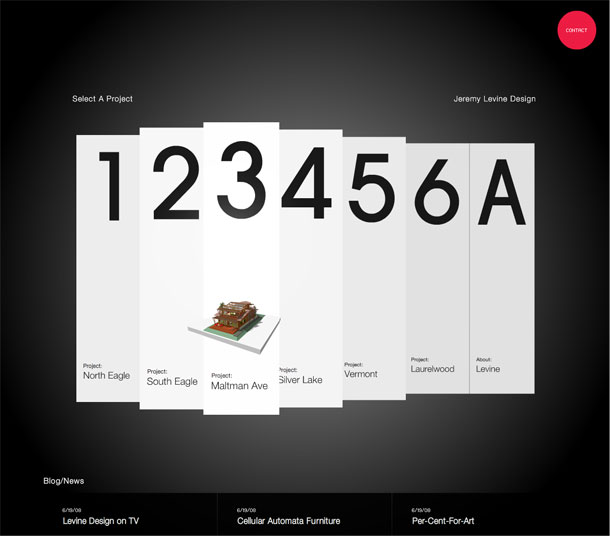 CONTACT
Select A Project
Jeremy Levine Design
1
2
3
4
5
6
A
Project:
North Eagle
Project:
South Eagle
Project:
Maltman Ave
Project:
Silver Lake
Project:
Vermont
Project:
Laurelwood
About:
Levine
Blog/News
6/19/08
Levine Design on TV
6/19/08
Cellular Automata Furniture
6/19/08
Per-Cent-For-Art